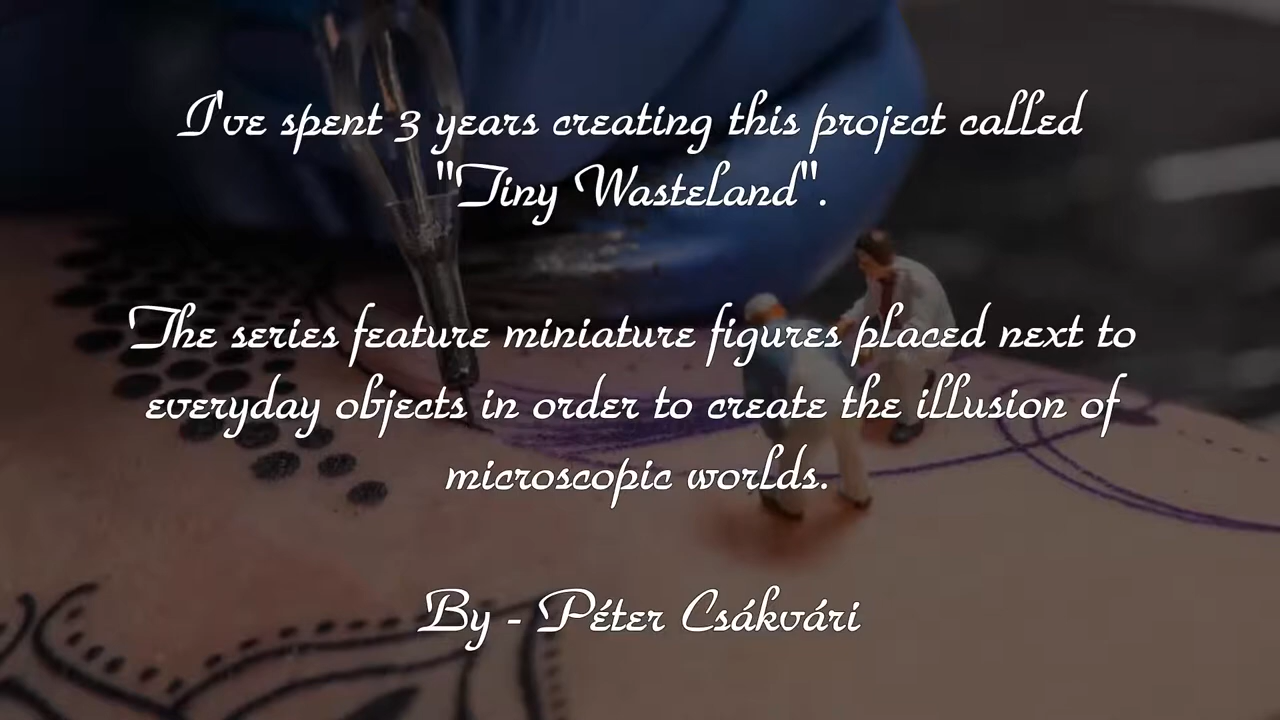 I've spent 3 years creating this project called
"Tiny Wasteland".
The series feature miniature figures placed next to
everyday objects in order to create the illusion of
microscopic worlds.
By - Péter Csákvári